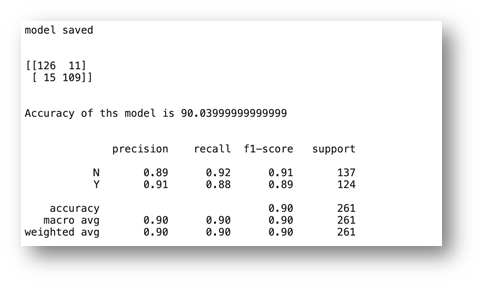 model saved
[[126  11]
 [ 15 109]]
Accuracy of ths model is 90.03999999999999
precision    recall  f1-score   support
N       0.89      0.92      0.91       137
Y       0.91      0.88      0.89       124
accuracy                           0.90       261
macro avg       0.90      0.90      0.90       261
weighted avg       0.90      0.90      0.90       261